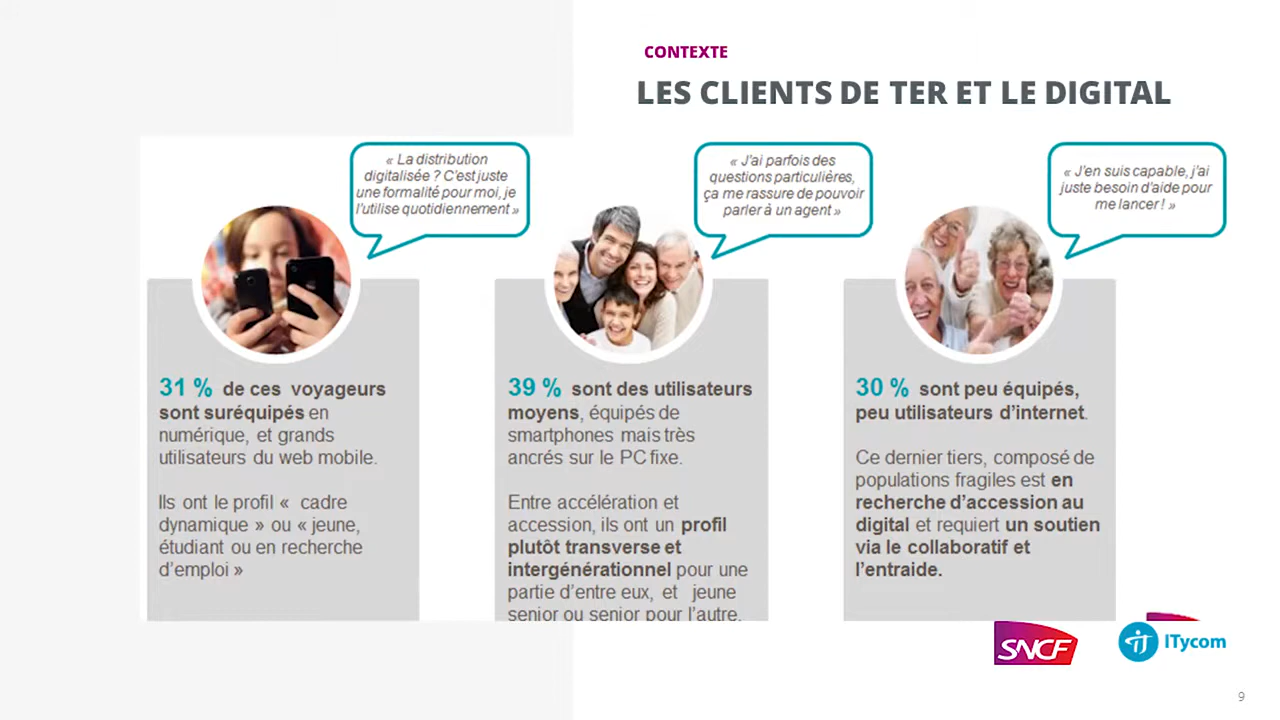 CONTEXTE
LES CLIENTS DE TER ET LE DIGITAL
« La distribution
digitalisée ? C'est juste
une formalité pour moi, je
l'utilise quotidiennement »
31 % de ces voyageurs
sont suréquipés en
numérique, et grands
utilisateurs du web mobile.
Ils ont le profil « cadre
dynamique » ou « jeune,
étudiant ou en recherche
d'emploi »
« J'ai parfois des
questions particulières,
ça me rassure de pouvoir
parler à un agent »
39 % sont des utilisateurs
moyens, équipés de
smartphones mais très
ancrés sur le PC fixe.
Entre accélération et
accession, ils ont un profil
plutôt transverse et
intergénérationnel pour une
partie d'entre eux, et jeune
senior ou senior pour l'autre.
« J'en suis capable, j'ai
juste besoin d'aide pour
me lancer ! »
30 % sont peu équipés,
peu utilisateurs d'internet.
Ce dernier tiers, composé de
populations fragiles est en
recherche d'accession au
digital et requiert un soutien
via le collaboratif et
l'entraide.
SNCF
ITycom
9